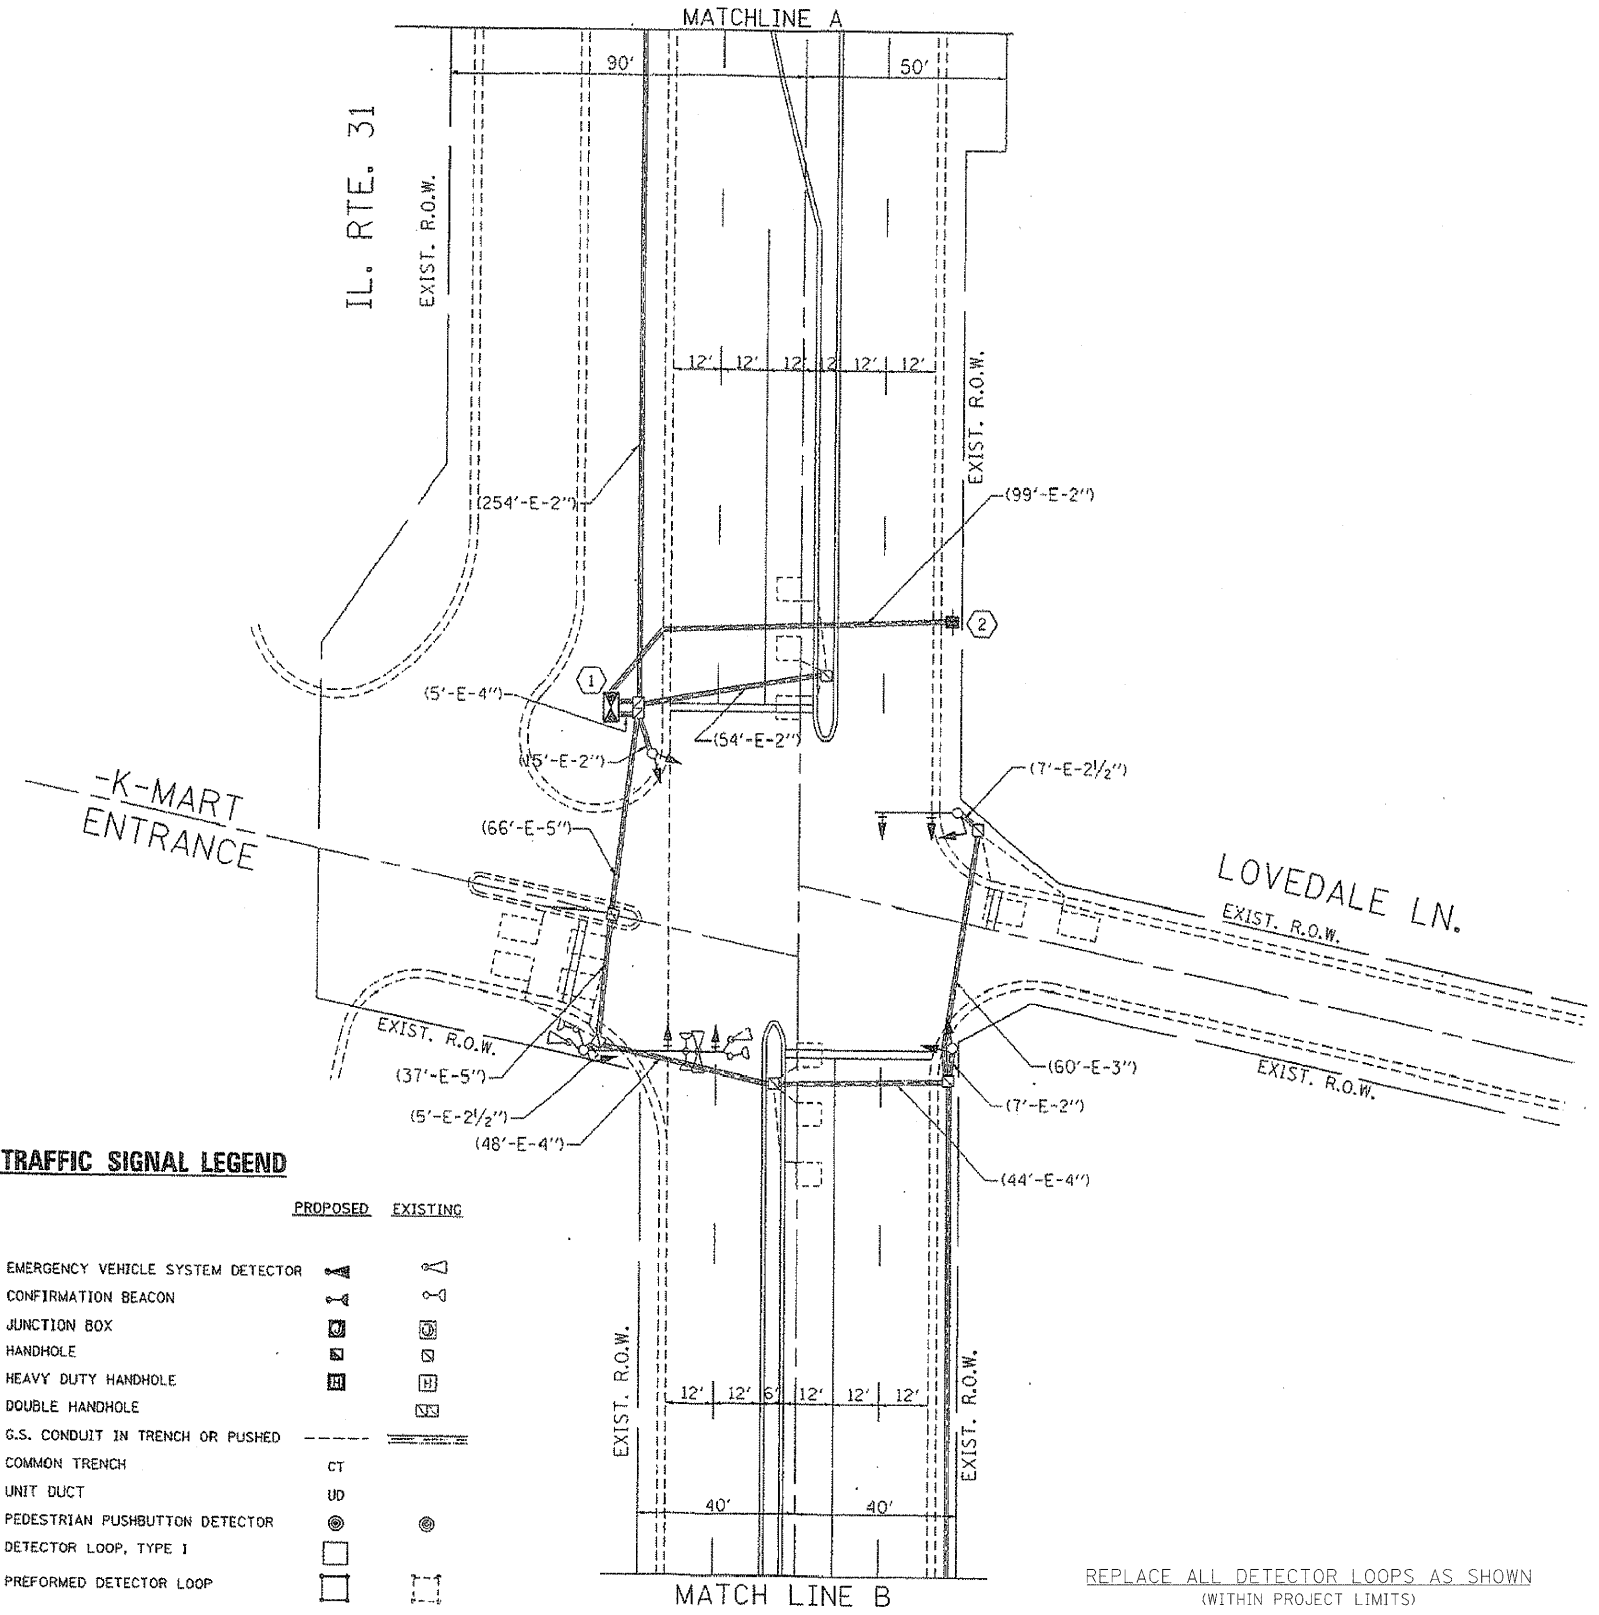 MATCHLINE A
90'
50'
IL. RTE. 31
EXIST. R.O.W.
12' 12' 12' 12 12' 12'
EXIST. R.O.W.
(254'-E-2")
(99'-E-2")
2
1
(5'-E-4")
(54'-E-2")
(15'-E-2")
(7'-E-2½")
-K-MART
ENTRANCE
(66'-E-5")
LOVEDALE LN.
EXIST. R.O.W.
EXIST. R.O.W.
(37'-E-5")
(60'-E-3")
EXIST. R.O.W.
(5'-E-2½")
(7'-E-2")
(48'-E-4")
(44'-E-4")
TRAFFIC SIGNAL LEGEND
PROPOSED EXISTING
EMERGENCY VEHICLE SYSTEM DETECTOR
CONFIRMATION BEACON
JUNCTION BOX J J
HANDHOLE
HEAVY DUTY HANDHOLE H H
DOUBLE HANDHOLE
G.S. CONDUIT IN TRENCH OR PUSHED
COMMON TRENCH CT
UNIT DUCT UD
PEDESTRIAN PUSHBUTTON DETECTOR
DETECTOR LOOP, TYPE I
PREFORMED DETECTOR LOOP
EXIST. R.O.W.
12' 12' 6' 12' 12' 12'
EXIST. R.O.W.
40'
40'
MATCH LINE B
REPLACE ALL DETECTOR LOOPS AS SHOWN
(WITHIN PROJECT LIMITS)